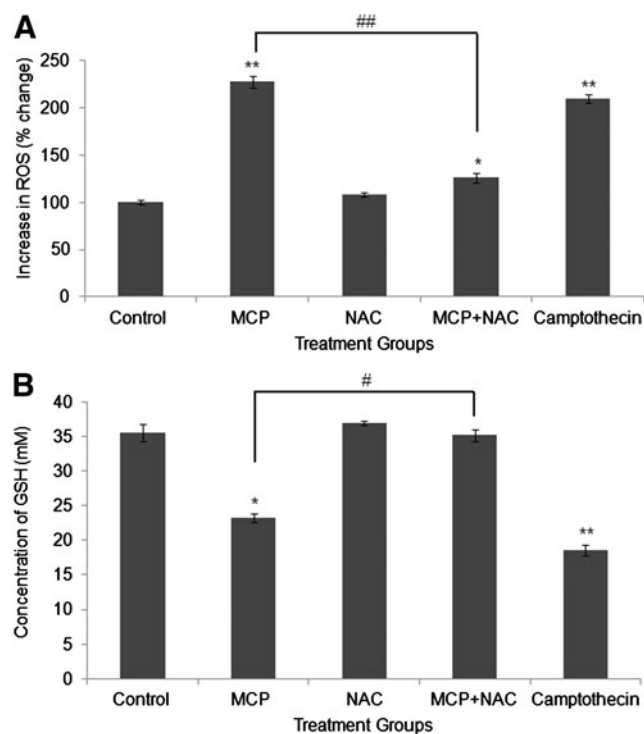 A
##
Increase in ROS (% change)
250
200
150
100
50
0
**
*
**
Control MCP NAC MCP+NAC Camptothecin
Treatment Groups
B
#
Concentration of GSH (mM)
40
35
30
25
20
15
10
5
0
*
**
Control MCP NAC MCP+NAC Camptothecin
Treatment Groups